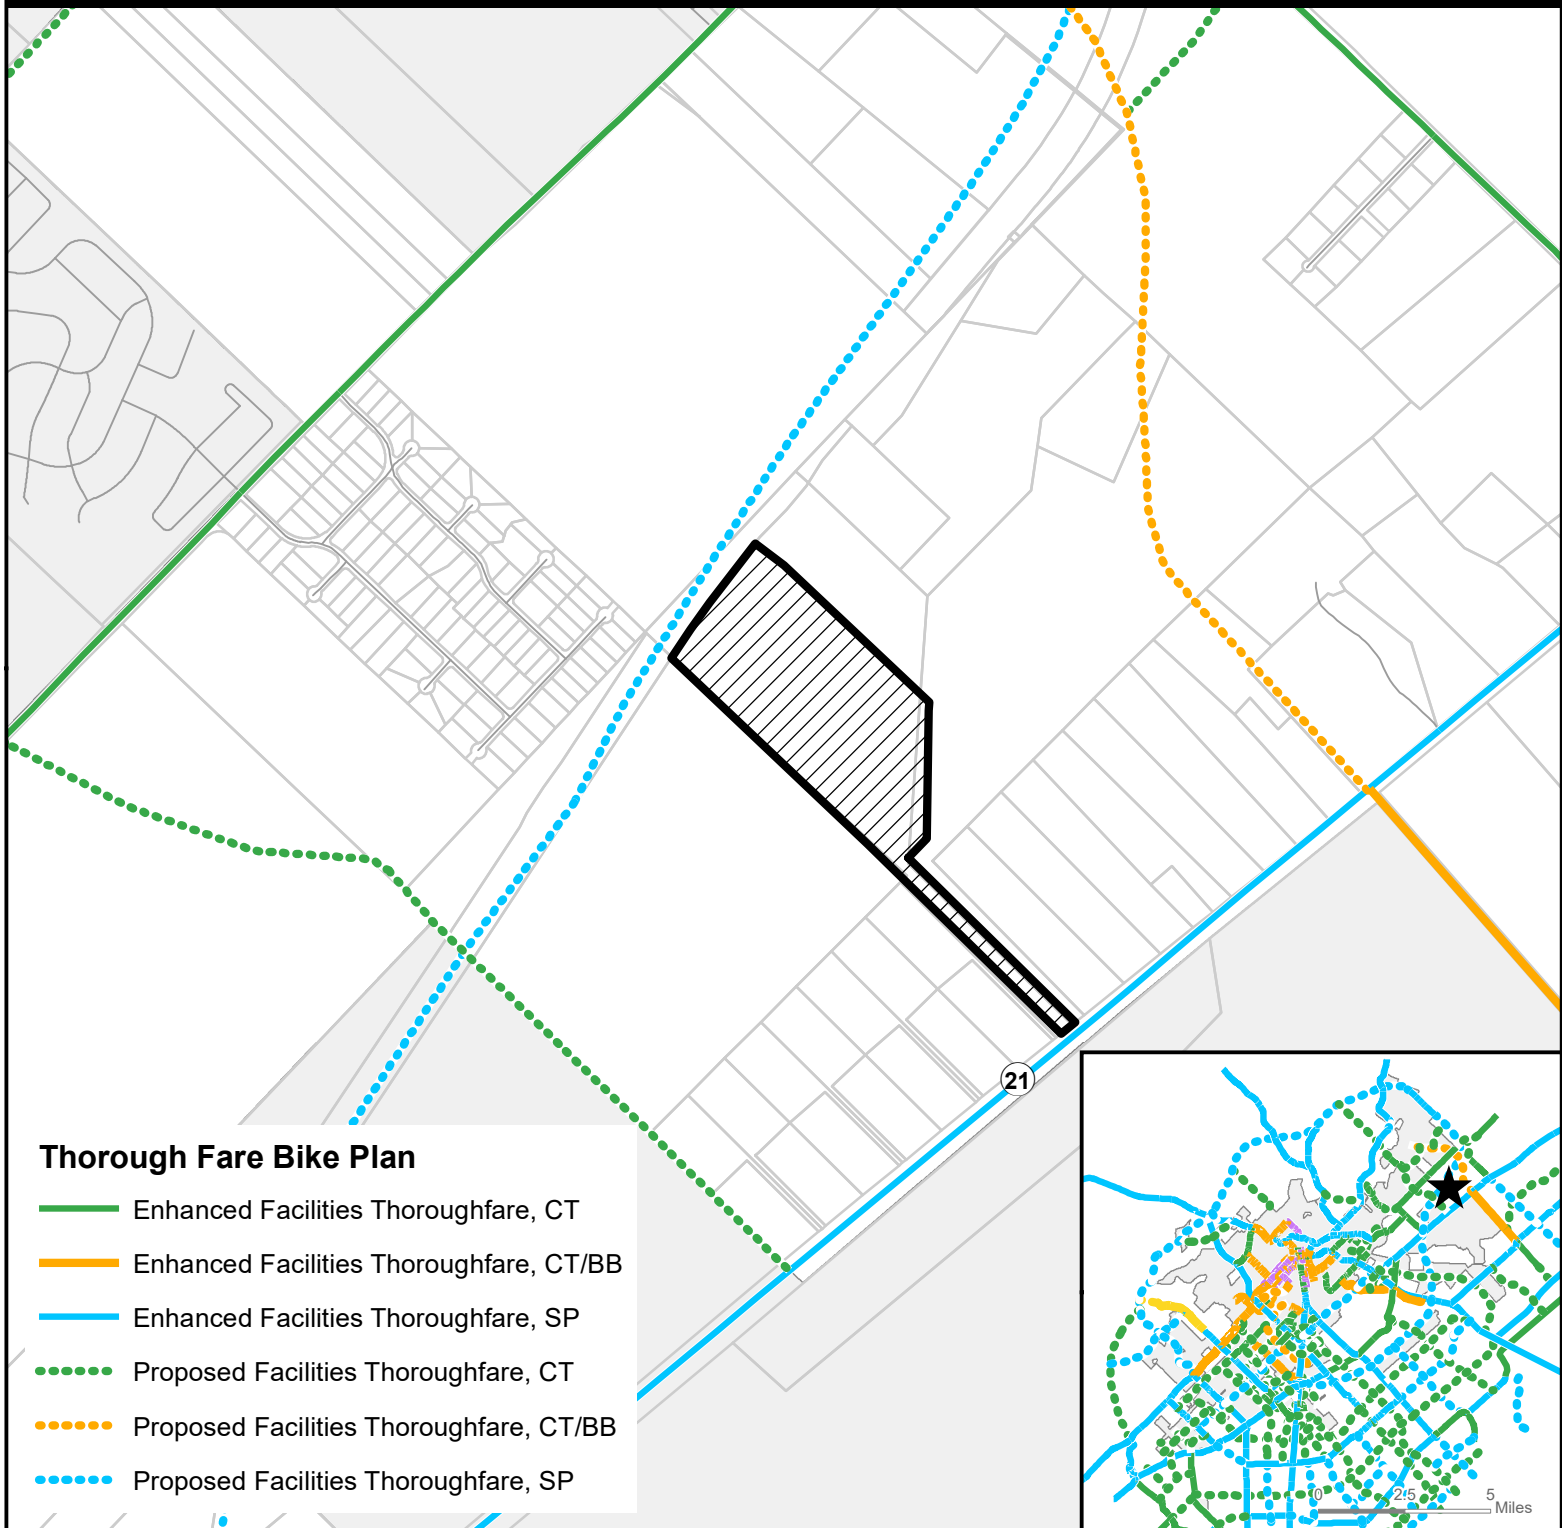 21
Thorough Fare Bike Plan
Enhanced Facilities Thoroughfare, CT
Enhanced Facilities Thoroughfare, CT/BB
Enhanced Facilities Thoroughfare, SP
Proposed Facilities Thoroughfare, CT
Proposed Facilities Thoroughfare, CT/BB
Proposed Facilities Thoroughfare, SP
0 2.5 5
Miles